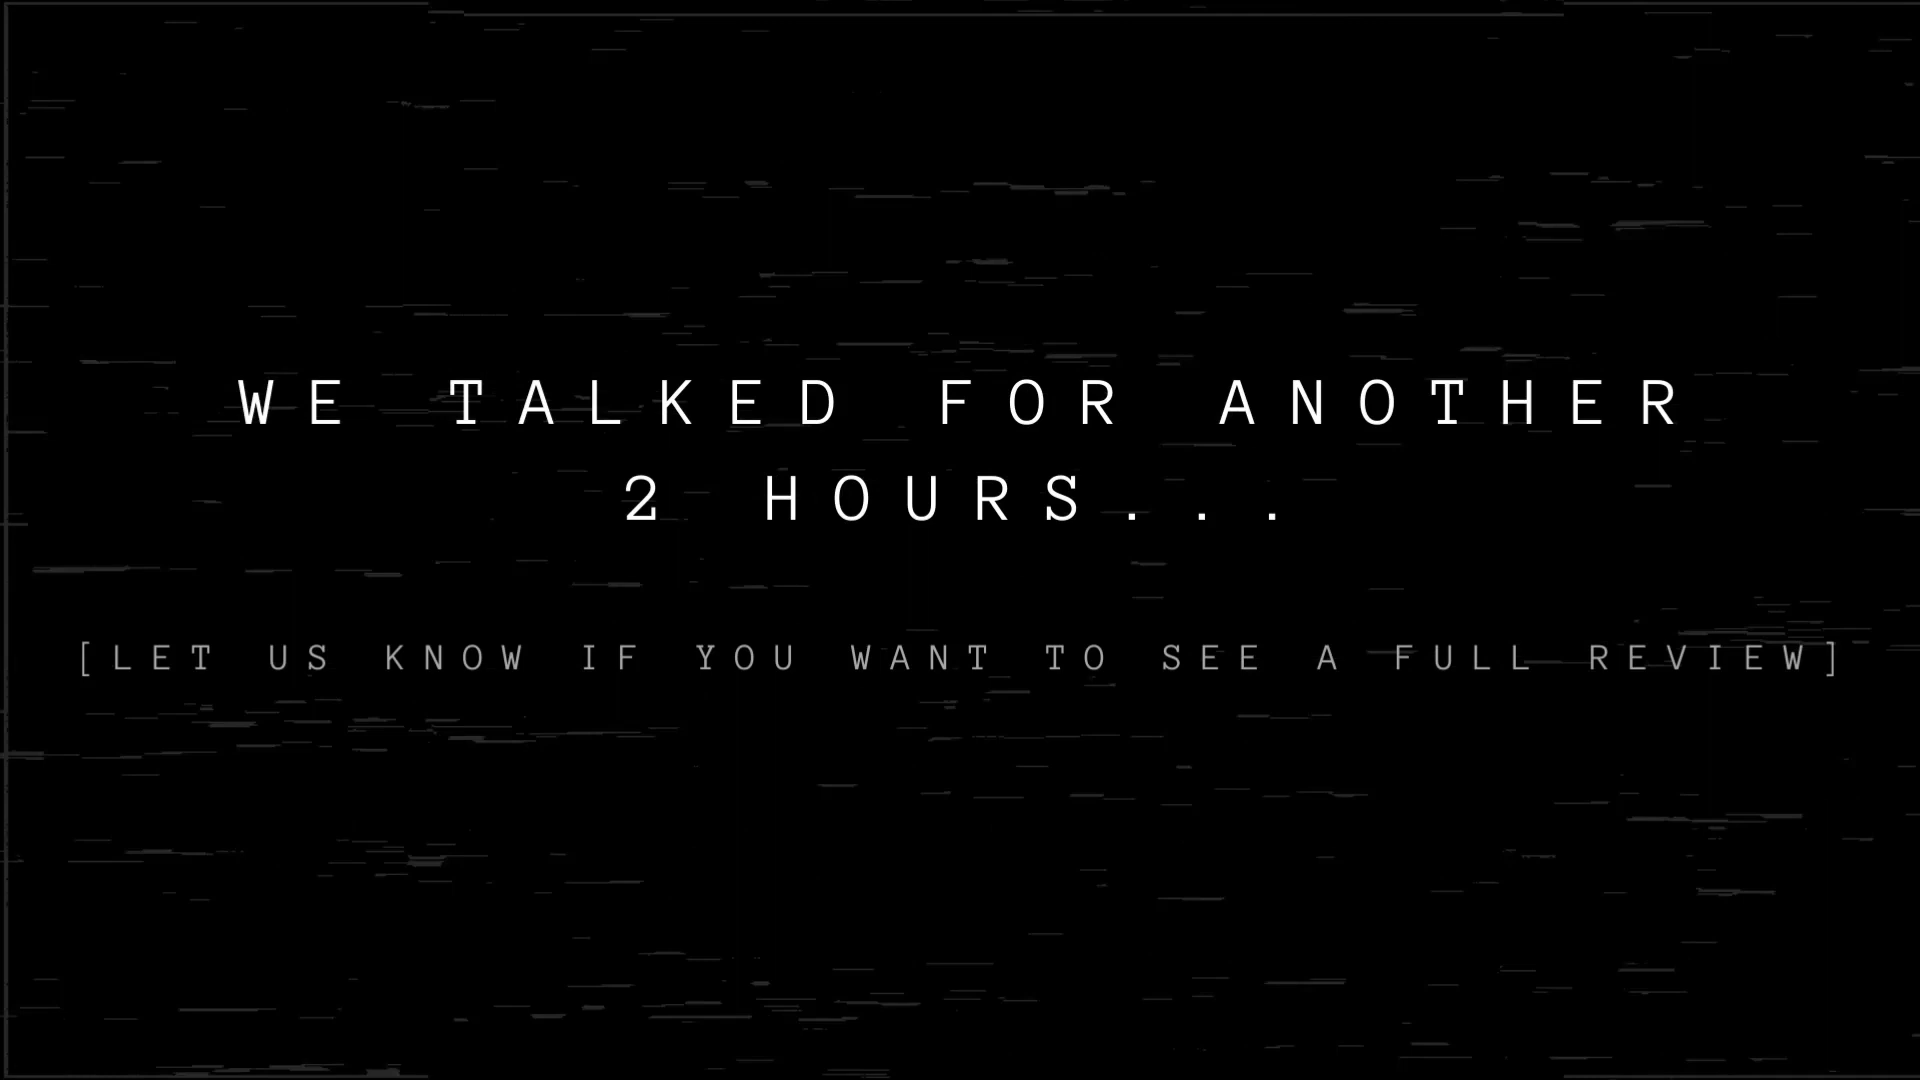 WE TALKED FOR ANOTHER
2 HOURS...
[LET US KNOW IF YOU WANT TO SEE A FULL REVIEW]